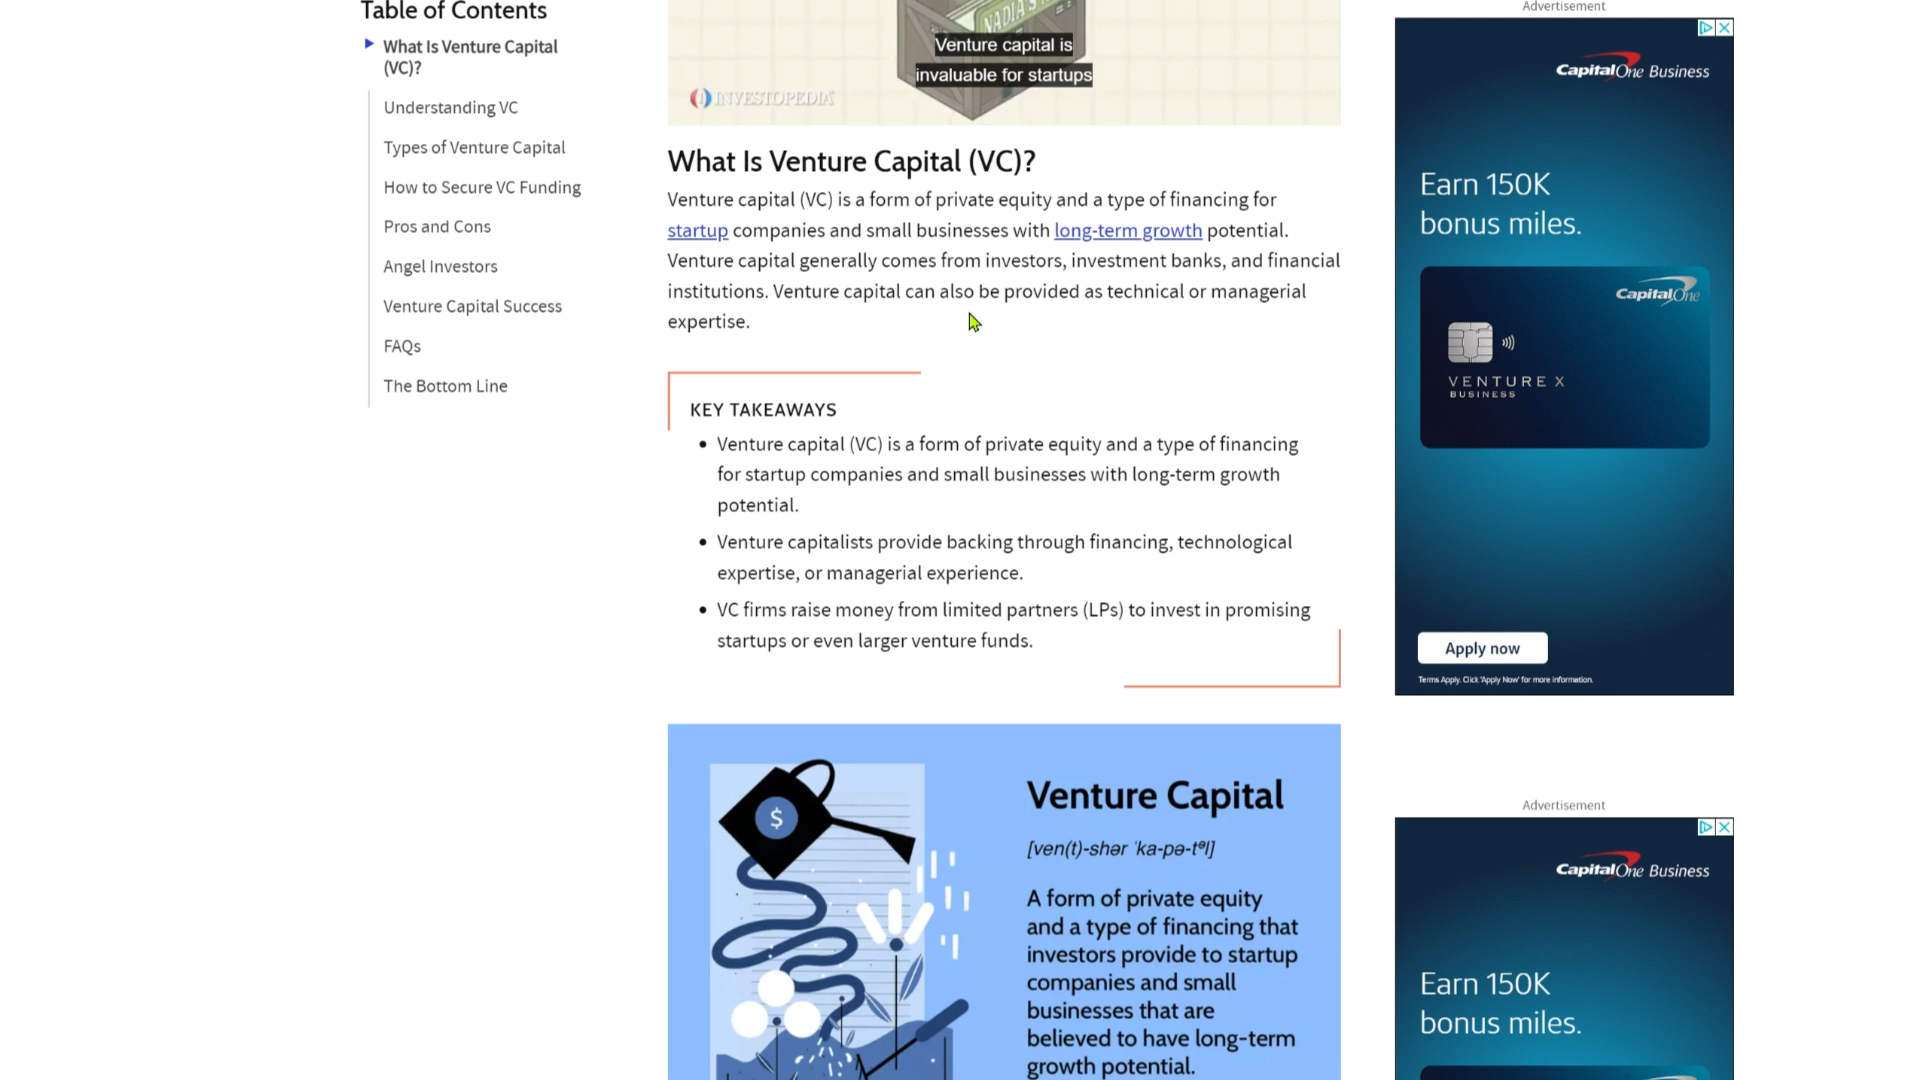 Table of Contents
What Is Venture Capital
(VC)?
Understanding VC
Types of Venture Capital
How to Secure VC Funding
Pros and Cons
Angel Investors
Venture Capital Success
FAQs
The Bottom Line
NADIA'S
Venture capital is
invaluable for startups
INVESTOPEDIA
What Is Venture Capital (VC)?
Venture capital (VC) is a form of private equity and a type of financing for
startup companies and small businesses with long-term growth potential.
Venture capital generally comes from investors, investment banks, and financial
institutions. Venture capital can also be provided as technical or managerial
expertise.
KEY TAKEAWAYS
• Venture capital (VC) is a form of private equity and a type of financing
for startup companies and small businesses with long-term growth
potential.
• Venture capitalists provide backing through financing, technological
expertise, or managerial experience.
• VC firms raise money from limited partners (LPs) to invest in promising
startups or even larger venture funds.
$
Venture Capital
[ven(t)-shər ˈka-pə-tᵊl]
A form of private equity
and a type of financing that
investors provide to startup
companies and small
businesses that are
believed to have long-term
growth potential.
Advertisement
Capital One Business
Earn 150K
bonus miles.
Capital One
VENTURE X
BUSINESS
Apply now
Terms Apply. Click 'Apply Now' for more information.
Advertisement
Capital One Business
Earn 150K
bonus miles.